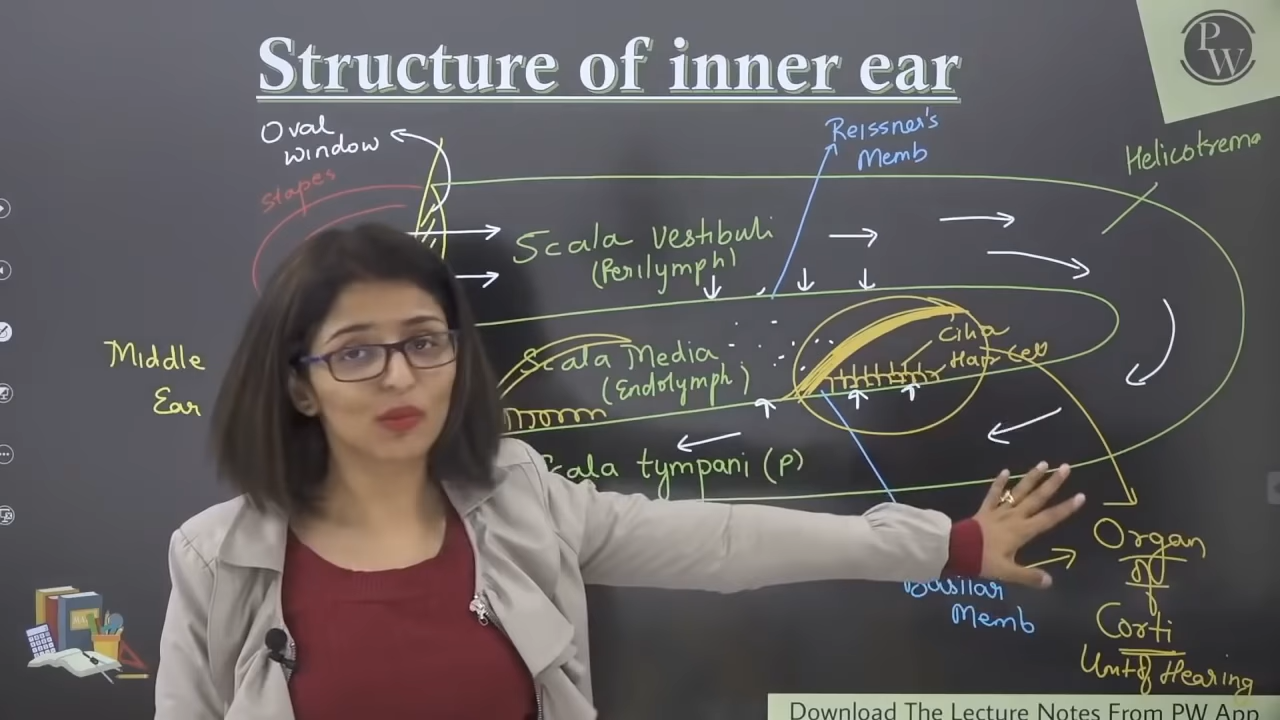 PW
Structure of inner ear
Oval
window
Stapes
Reissner's
Memb
Helicotrema
Scala vestibuli
(Perilymph)
Middle
Ear
Scala Media
(Endolymph)
Cilia
Hair cell
Scala tympani (P)
Basilar
Memb
Organ
of
Corti
Unit of Hearing
Download The Lecture Notes From PW App